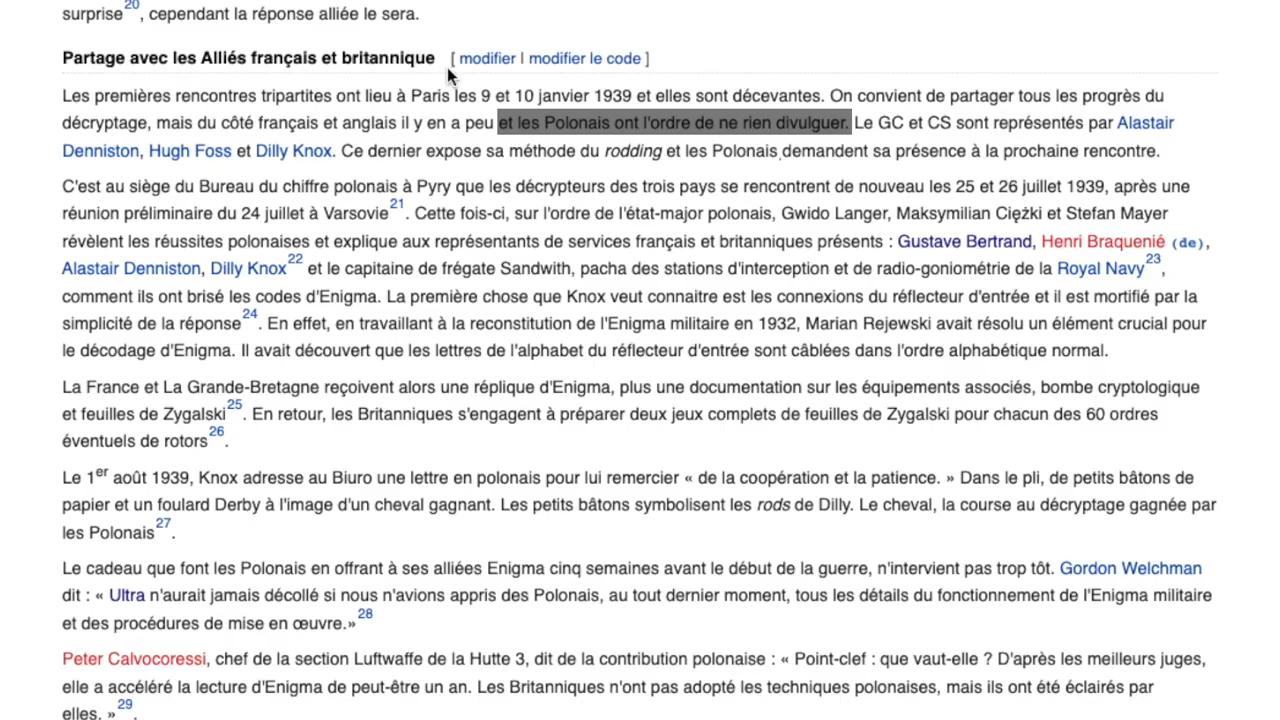 surprise20, cependant la réponse alliée le sera.
Partage avec les Alliés français et britannique [ modifier | modifier le code ]
Les premières rencontres tripartites ont lieu à Paris les 9 et 10 janvier 1939 et elles sont décevantes. On convient de partager tous les progrès du
décryptage, mais du côté français et anglais il y en a peu et les Polonais ont l'ordre de ne rien divulguer. Le GC et CS sont représentés par Alastair
Denniston, Hugh Foss et Dilly Knox. Ce dernier expose sa méthode du rodding et les Polonais demandent sa présence à la prochaine rencontre.
C'est au siège du Bureau du chiffre polonais à Pyry que les décrypteurs des trois pays se rencontrent de nouveau les 25 et 26 juillet 1939, après une
réunion préliminaire du 24 juillet à Varsovie21. Cette fois-ci, sur l'ordre de l'état-major polonais, Gwido Langer, Maksymilian Ciężki et Stefan Mayer
révèlent les réussites polonaises et explique aux représentants de services français et britanniques présents : Gustave Bertrand, Henri Braquenié (de),
Alastair Denniston, Dilly Knox22 et le capitaine de frégate Sandwith, pacha des stations d'interception et de radio-goniométrie de la Royal Navy23,
comment ils ont brisé les codes d'Enigma. La première chose que Knox veut connaitre est les connexions du réflecteur d'entrée et il est mortifié par la
simplicité de la réponse24. En effet, en travaillant à la reconstitution de l'Enigma militaire en 1932, Marian Rejewski avait résolu un élément crucial pour
le décodage d'Enigma. Il avait découvert que les lettres de l'alphabet du réflecteur d'entrée sont câblées dans l'ordre alphabétique normal.
La France et La Grande-Bretagne reçoivent alors une réplique d'Enigma, plus une documentation sur les équipements associés, bombe cryptologique
et feuilles de Zygalski25. En retour, les Britanniques s'engagent à préparer deux jeux complets de feuilles de Zygalski pour chacun des 60 ordres
éventuels de rotors26.
Le 1er août 1939, Knox adresse au Biuro une lettre en polonais pour lui remercier « de la coopération et la patience. » Dans le pli, de petits bâtons de
papier et un foulard Derby à l'image d'un cheval gagnant. Les petits bâtons symbolisent les rods de Dilly. Le cheval, la course au décryptage gagnée par
les Polonais27.
Le cadeau que font les Polonais en offrant à ses alliées Enigma cinq semaines avant le début de la guerre, n'intervient pas trop tôt. Gordon Welchman
dit : « Ultra n'aurait jamais décollé si nous n'avions appris des Polonais, au tout dernier moment, tous les détails du fonctionnement de l'Enigma militaire
et des procédures de mise en œuvre.»28
Peter Calvocoressi, chef de la section Luftwaffe de la Hutte 3, dit de la contribution polonaise : « Point-clef : que vaut-elle ? D'après les meilleurs juges,
elle a accéléré la lecture d'Enigma de peut-être un an. Les Britanniques n'ont pas adopté les techniques polonaises, mais ils ont été éclairés par
elles. »29.